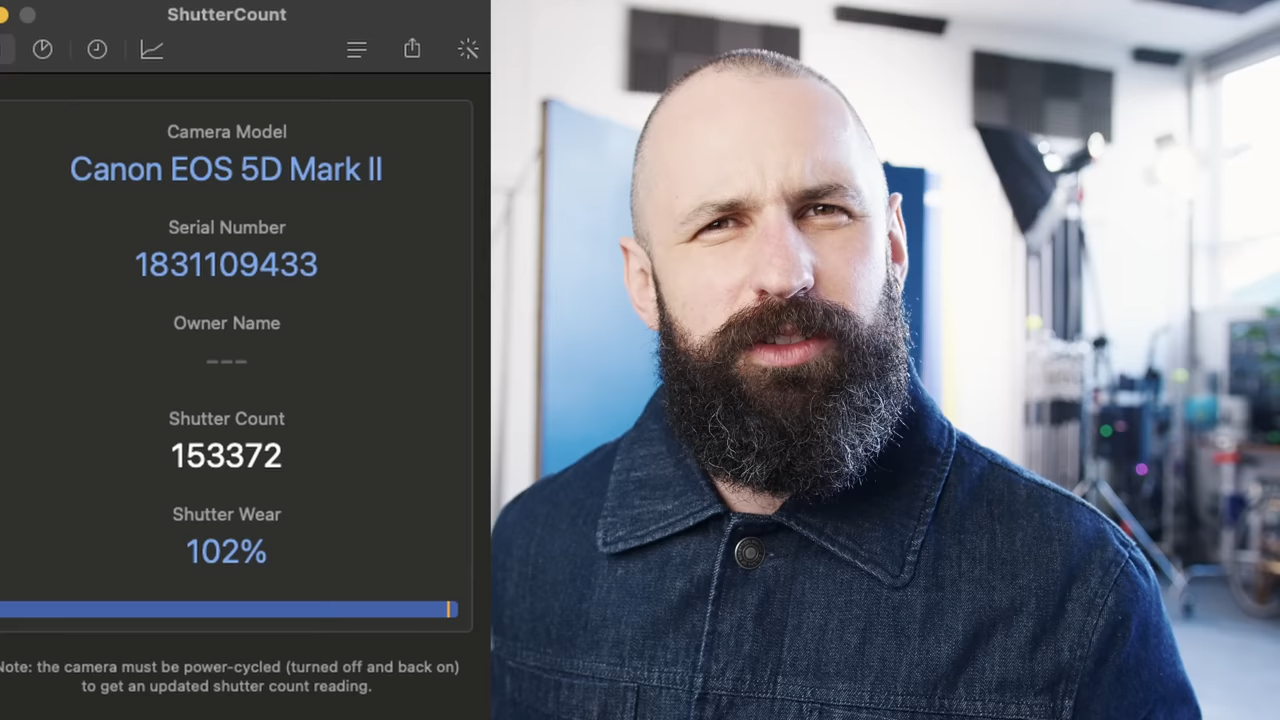 ShutterCount
Camera Model
Canon EOS 5D Mark II
Serial Number
1831109433
Owner Name
---
Shutter Count
153372
Shutter Wear
102%
Note: the camera must be power-cycled (turned off and back on)
to get an updated shutter count reading.